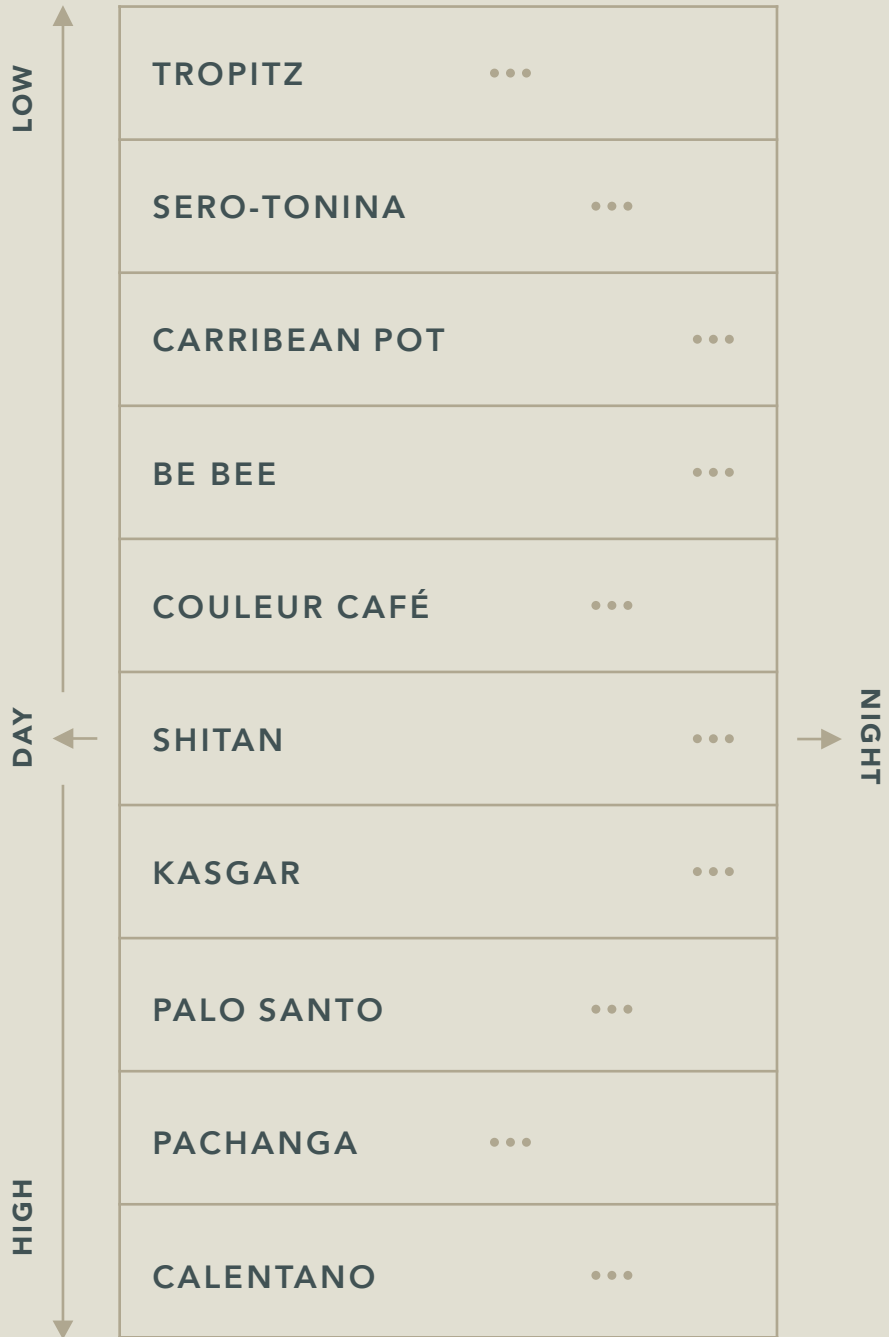 LOW
TROPITZ
SERO-TONINA
CARRIBEAN POT
BE BEE
COULEUR CAFÉ
DAY
SHITAN
NIGHT
KASGAR
PALO SANTO
PACHANGA
HIGH
CALENTANO